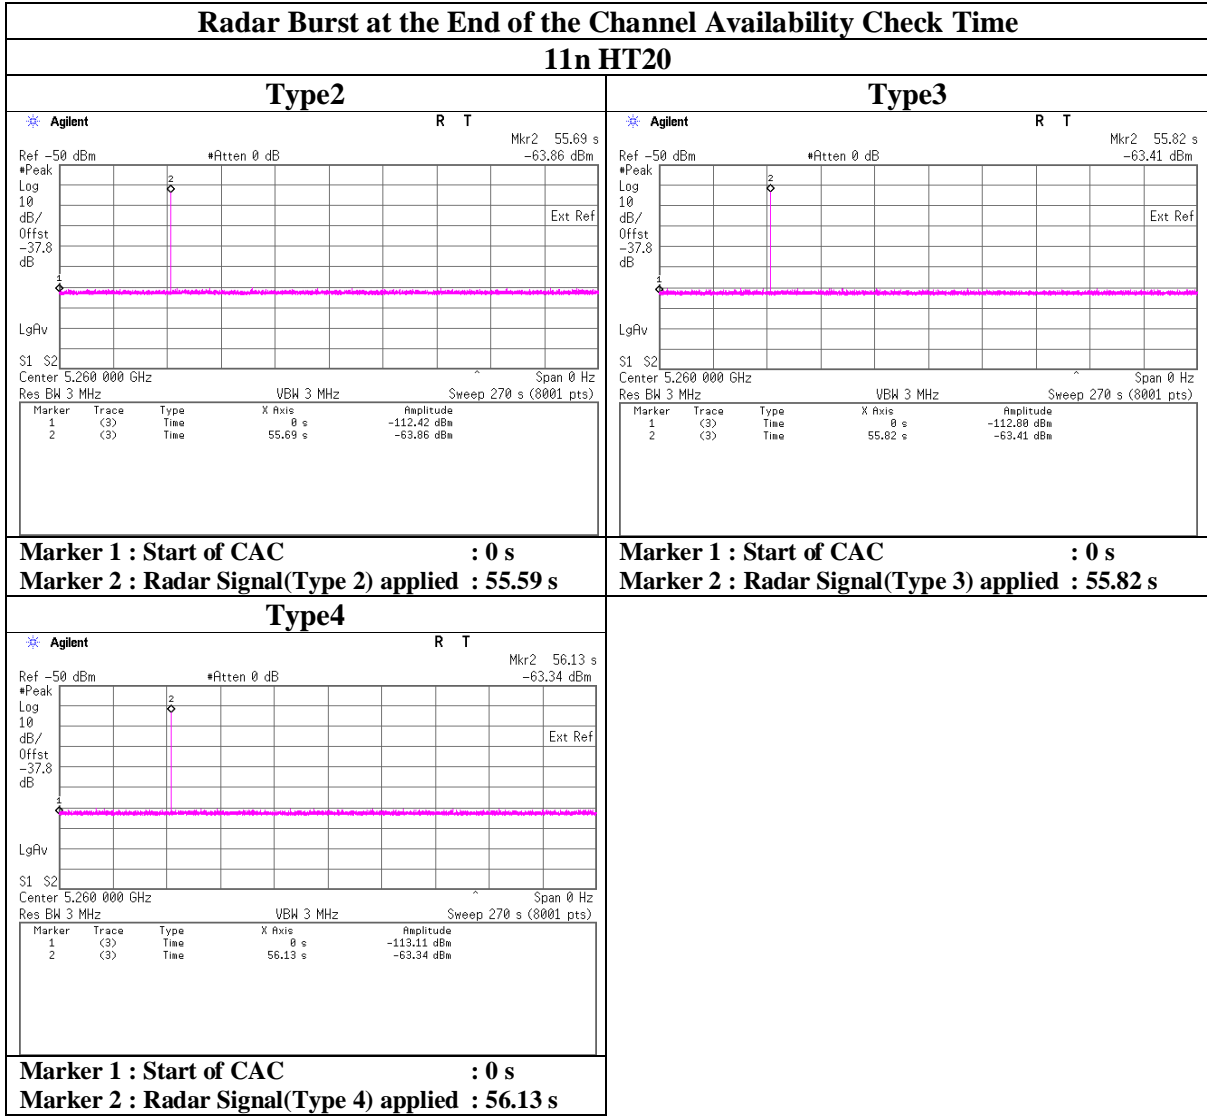 Radar Burst at the End of the Channel Availability Check Time
11n HT20
Type2
Agilent
R T
Mkr2 55.69 s
Ref -50 dBm #Atten 0 dB -63.86 dBm
#Peak
Log
10
dB/
Offst
-37.8
dB
2
Ext Ref
1
LgAv
S1 S2
Center 5.260 000 GHz ^ Span 0 Hz
Res BW 3 MHz VBW 3 MHz Sweep 270 s (8001 pts)
Marker Trace Type X Axis Amplitude
1 (3) Time 0 s -112.42 dBm
2 (3) Time 55.69 s -63.86 dBm
Marker 1 : Start of CAC : 0 s
Marker 2 : Radar Signal(Type 2) applied : 55.59 s
Type3
Agilent
R T
Mkr2 55.82 s
Ref -50 dBm #Atten 0 dB -63.41 dBm
#Peak
Log
10
dB/
Offst
-37.8
dB
2
Ext Ref
1
LgAv
S1 S2
Center 5.260 000 GHz ^ Span 0 Hz
Res BW 3 MHz VBW 3 MHz Sweep 270 s (8001 pts)
Marker Trace Type X Axis Amplitude
1 (3) Time 0 s -112.80 dBm
2 (3) Time 55.82 s -63.41 dBm
Marker 1 : Start of CAC : 0 s
Marker 2 : Radar Signal(Type 3) applied : 55.82 s
Type4
Agilent
R T
Mkr2 56.13 s
Ref -50 dBm #Atten 0 dB -63.34 dBm
#Peak
Log
10
dB/
Offst
-37.8
dB
2
Ext Ref
1
LgAv
S1 S2
Center 5.260 000 GHz ^ Span 0 Hz
Res BW 3 MHz VBW 3 MHz Sweep 270 s (8001 pts)
Marker Trace Type X Axis Amplitude
1 (3) Time 0 s -113.11 dBm
2 (3) Time 56.13 s -63.34 dBm
Marker 1 : Start of CAC : 0 s
Marker 2 : Radar Signal(Type 4) applied : 56.13 s